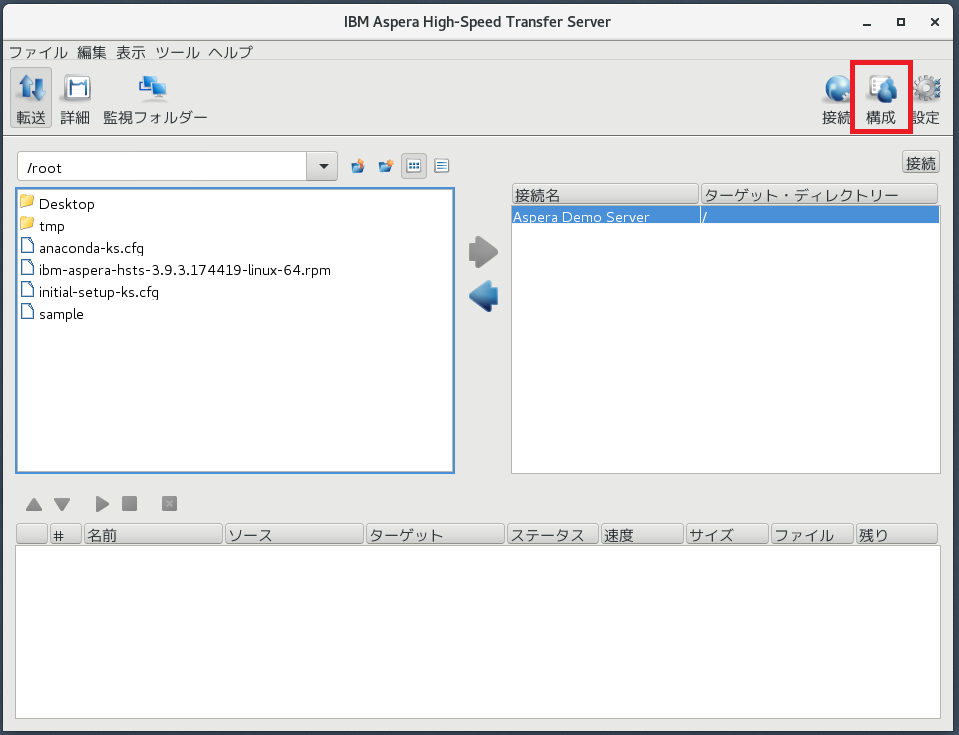 IBM Aspera High-Speed Transfer Server
ファイル 編集 表示 ツール ヘルプ
転送 詳細 監視フォルダー 接続 構成 設定
/root
接続
Desktop
tmp
anaconda-ks.cfg
ibm-aspera-hsts-3.9.3.174419-linux-64.rpm
initial-setup-ks.cfg
sample
接続名 ターゲット・ディレクトリー
Aspera Demo Server /
# 名前 ソース ターゲット ステータス 速度 サイズ ファイル 残り